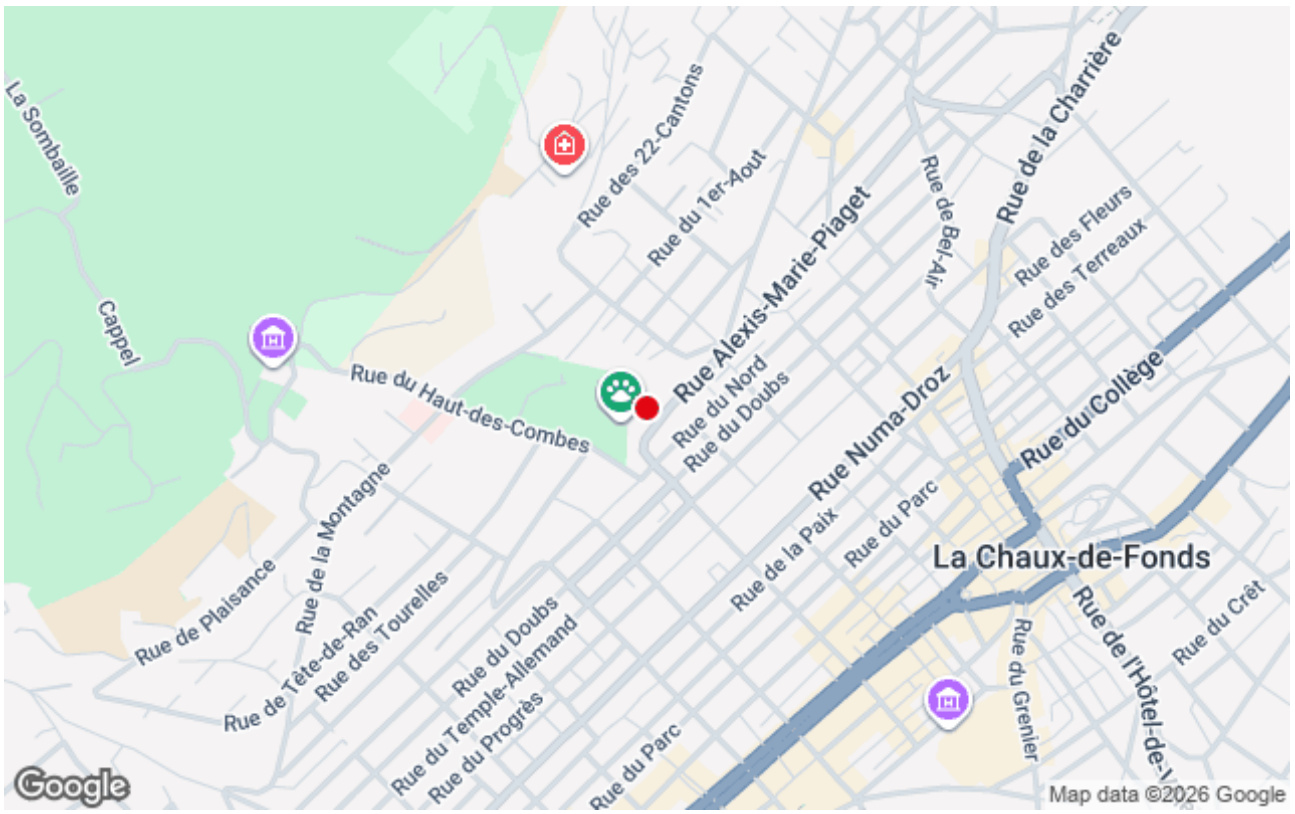 La Sombaille
Rue des 22-Cantons
Rue de la Charrière
Rue du 1er-Aout
Rue de Bel-Air
Rue des Fleurs
Rue Alexis-Marie-Piaget
Rue des Terreaux
Cappel
Rue du Haut-des-Combes
Rue du Nord
Rue du Doubs
Rue Numa-Droz
Rue du Collège
Rue de la Montagne
Rue du Parc
Rue de la Paix
La Chaux-de-Fonds
Rue de Plaisance
Rue de Tête-de-Ran
Rue des Tourelles
Rue du Doubs
Rue du Temple-Allemand
Rue du Progrès
Rue du Parc
Rue du Grenier
Rue de l'Hôtel-de-V
Rue du Crêt
Google
Map data ©2026 Google